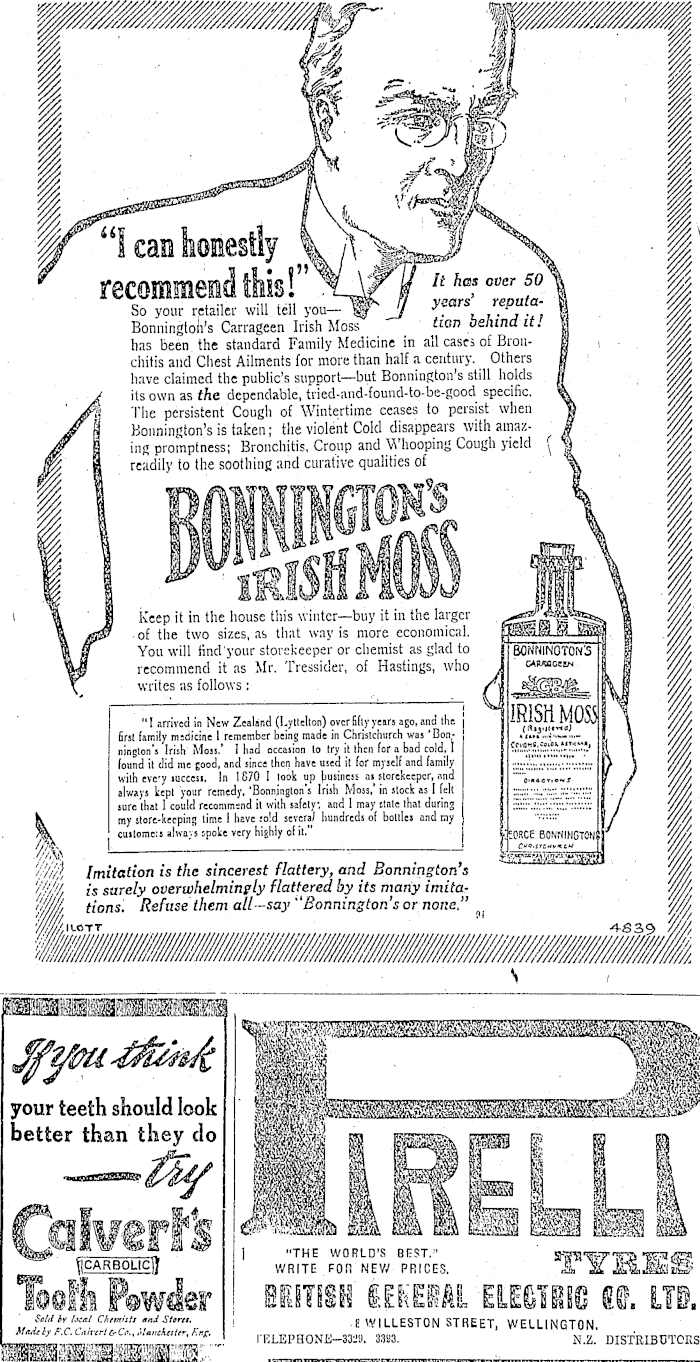 "I can honestly
recommend this!"
It has over 50
years' reputa-
tion behind it!
So your retailer will tell you—
Bonnington's Carrageen Irish Moss
has been the standard Family Medicine in all cases of Bron-
chitis and Chest Ailments for more than half a century. Others
have claimed the public's support—but Bonnington's still holds
its own as the dependable, tried-and-found-to-be-good specific.
The persistent Cough of Wintertime ceases to persist when
Bonnington's is taken; the violent Cold disappears with amaz-
ing promptness; Bronchitis, Croup and Whooping Cough yield
readily to the soothing and curative qualities of
BONNINGTON'S
IRISH MOSS
Keep it in the house this winter—buy it in the larger
of the two sizes, as that way is more economical.
You will find your storekeeper or chemist as glad to
recommend it as Mr. Tressider, of Hastings, who
writes as follows:
"I arrived in New Zealand (Lyttelton) over fifty years ago, and the
first family medicine I remember being made in Christchurch was 'Bon-
nington's Irish Moss.' I had occasion to try it then for a bad cold, I
found it did me good, and since then have used it for myself and family
with every success. In 1870 I took up business as storekeeper, and
always kept your remedy, 'Bonnington's Irish Moss,' in stock as I felt
sure that I could recommend it with safety; and I may state that during
my store-keeping time I have sold several hundreds of bottles and my
customers always spoke very highly of it."
BONNINGTON'S
CARRAGEEN
G.B.
IRISH MOSS
(Registered)
COUGHS, COLDS, ASTHMA,
DIRECTIONS
GEORGE BONNINGTON
CHRISTCHURCH
Imitation is the sincerest flattery, and Bonnington's
is surely overwhelmingly flattered by its many imita-
tions. Refuse them all—say "Bonnington's or none."
91
ILOTT
4839
If you think
your teeth should look
better than they do
—try
Calvert's
CARBOLIC
Tooth Powder
Sold by local Chemists and Stores.
Made by F.C. Calvert & Co., Manchester, Eng.
PIRELLI
TYRES
"THE WORLD'S BEST."
WRITE FOR NEW PRICES.
BRITISH GENERAL ELECTRIC CO. LTD.
8 WILLESTON STREET, WELLINGTON.
TELEPHONE—3329, 3393.
N.Z. DISTRIBUTORS